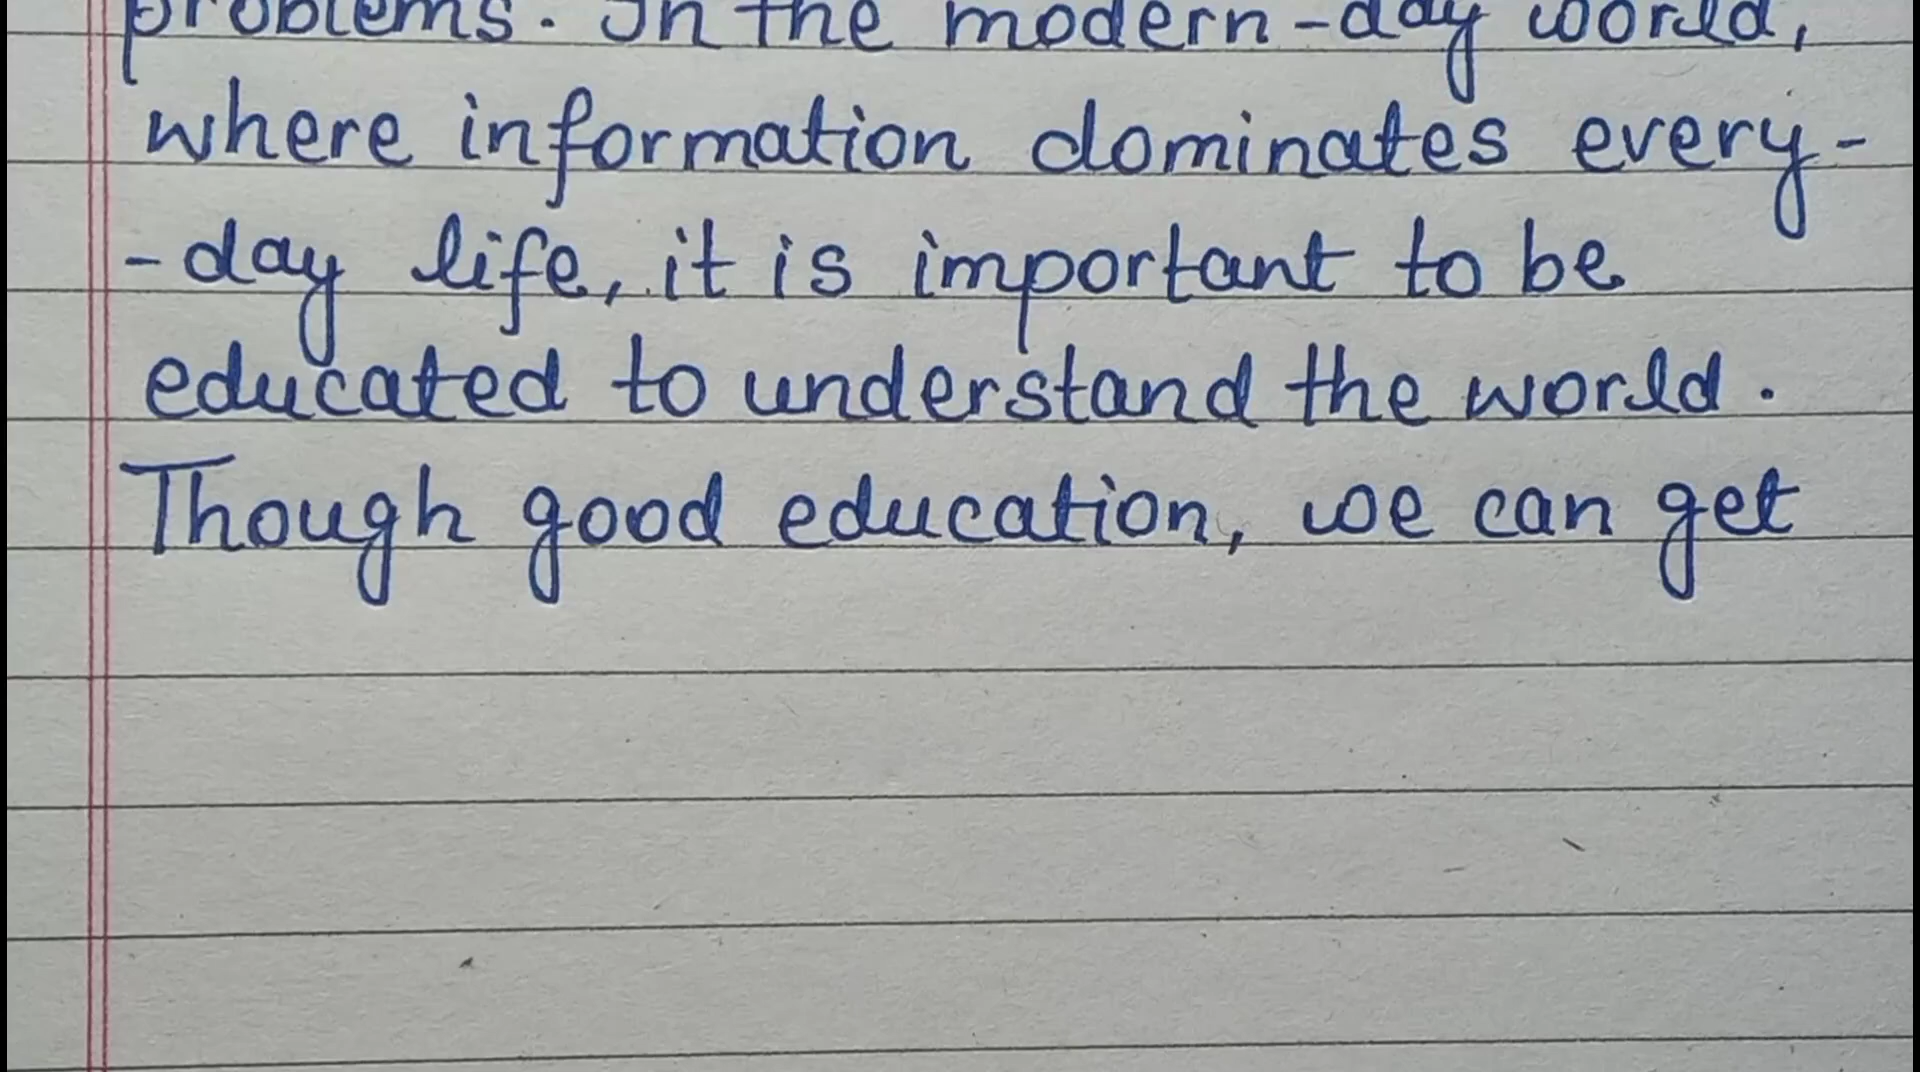 problems. In the modern-day world,
where information dominates every-
-day life, it is important to be
educated to understand the world.
Though good education, we can get